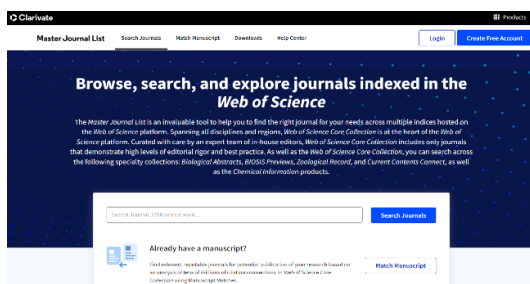 Clarivate
Products
Master Journal List
Search Journals
Match Manuscript
Downloads
Help Center
Login
Create Free Account
Browse, search, and explore journals indexed in the
Web of Science
The Master Journal List is an invaluable tool to help you to find the right journal for your needs across multiple indices hosted on
the Web of Science platform. Spanning all disciplines and regions, Web of Science Core Collection is at the heart of the Web of
Science platform. Curated with care by an expert team of in-house editors, Web of Science Core Collection includes only journals
that demonstrate high levels of editorial rigor and best practice. As well as the Web of Science Core Collection, you can search across
the following specialty collections: Biological Abstracts, BIOSIS Previews, Zoological Record, and Current Contents Connect, as well
as the Chemical Information products.
Search Journal, ISSN or title word...
Search Journals
Already have a manuscript?
Find relevant, reputable journals for potential publication of your research based on
an analysis of tens of millions of citation connections in Web of Science Core
Collection using Manuscript Matcher.
Match Manuscript